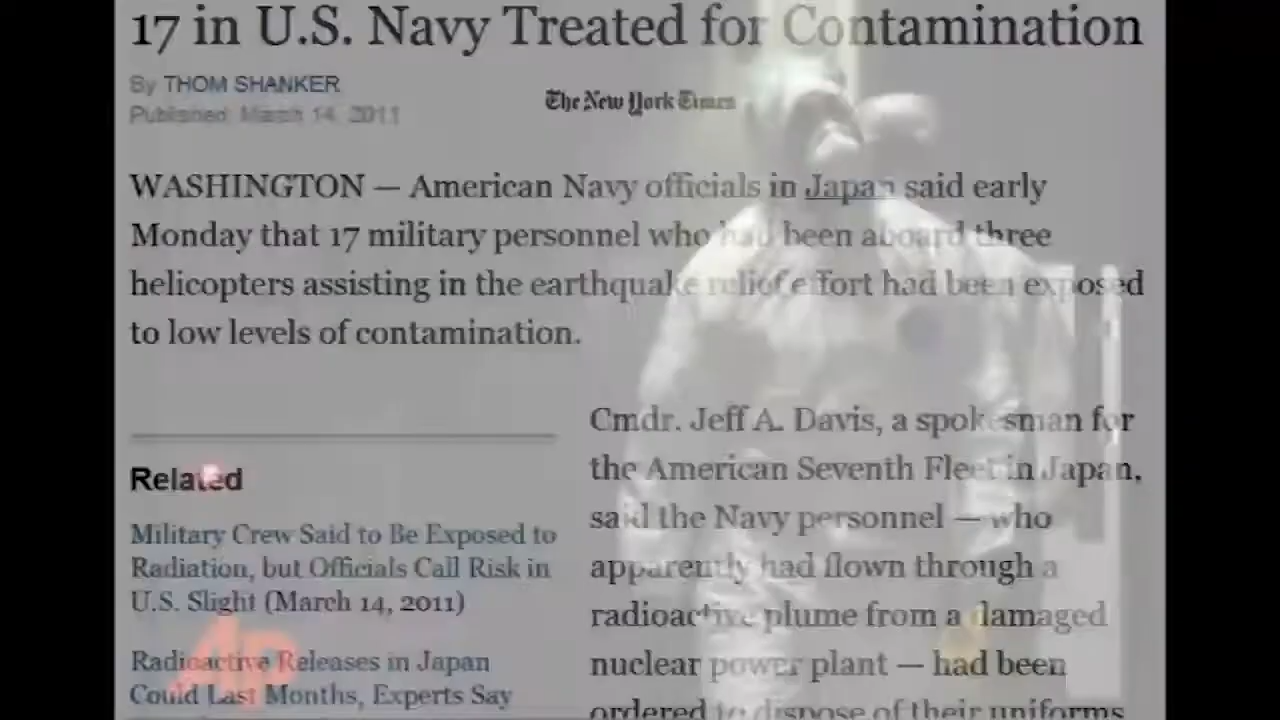 17 in U.S. Navy Treated for Contamination
By THOM SHANKER
Published: March 14, 2011
The New York Times
WASHINGTON — American Navy officials in Japan said early
Monday that 17 military personnel who had been aboard three
helicopters assisting in the earthquake relief effort had been exposed
to low levels of contamination.
Related
Military Crew Said to Be Exposed to
Radiation, but Officials Call Risk in
U.S. Slight (March 14, 2011)
Radioactive Releases in Japan
Could Last Months, Experts Say
AP
Cmdr. Jeff A. Davis, a spokesman for
the American Seventh Fleet in Japan,
said the Navy personnel — who
apparently had flown through a
radioactive plume from a damaged
nuclear power plant — had been
ordered to dispose of their uniforms